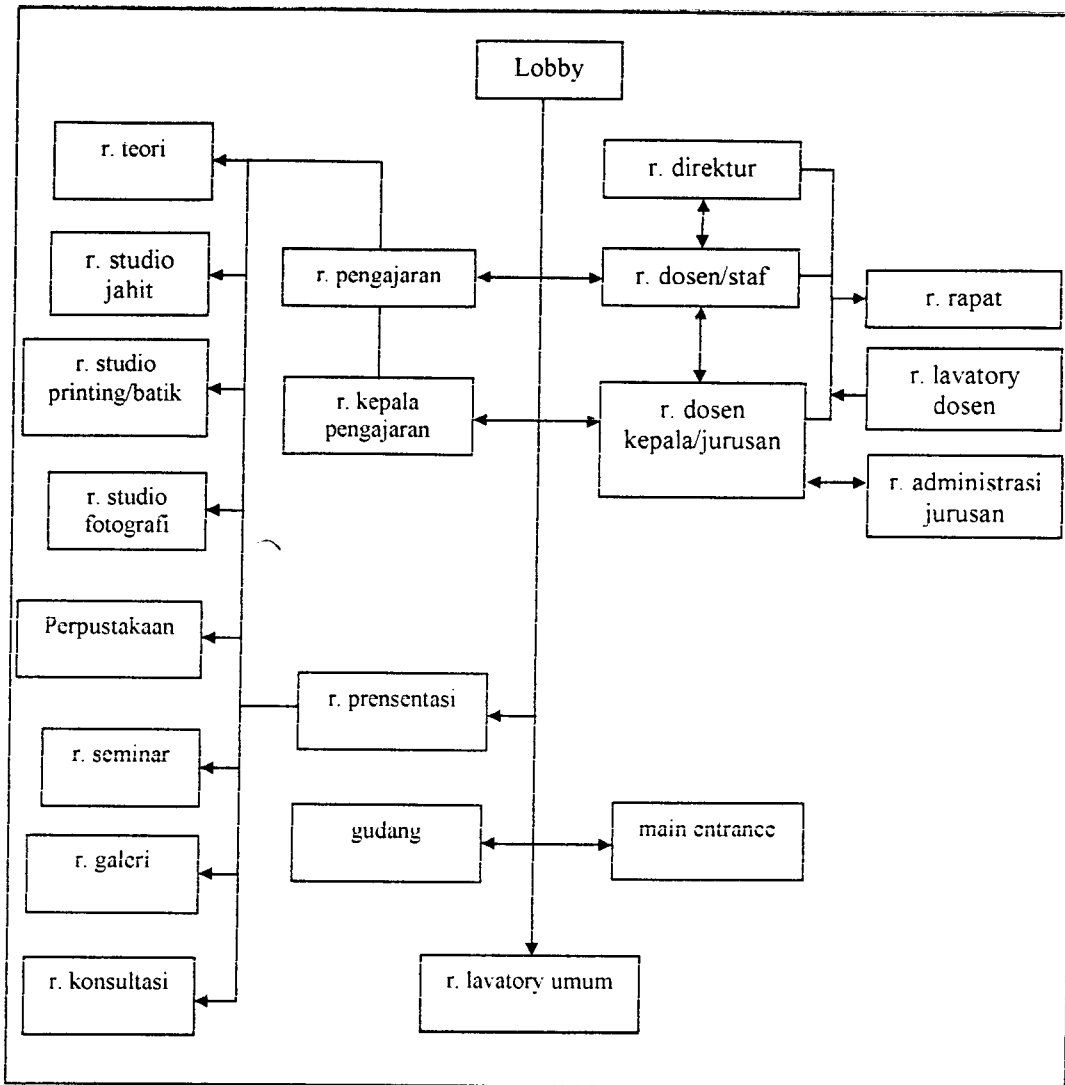 Lobby
r. teori
r. direktur
r. studio
jahit
r. pengajaran
r. dosen/staf
r. rapat
r. studio
printing/batik
r. kepala
pengajaran
r. dosen
kepala/jurusan
r. lavatory
dosen
r. studio
fotografi
r. administrasi
jurusan
Perpustakaan
r. prensentasi
r. seminar
gudang
main entrance
r. galeri
r. konsultasi
r. lavatory umum